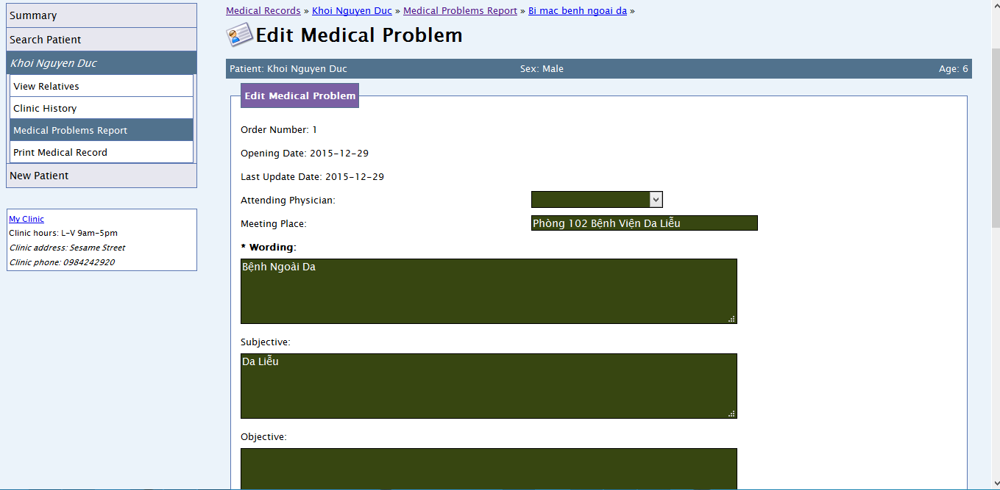 Summary
Search Patient
Khoi Nguyen Duc
View Relatives
Clinic History
Medical Problems Report
Print Medical Record
New Patient
My Clinic
Clinic hours: L-V 9am-5pm
Clinic address: Sesame Street
Clinic phone: 0984242920
Medical Records » Khoi Nguyen Duc » Medical Problems Report » Bi mac benh ngoai da »
Edit Medical Problem
Patient: Khoi Nguyen Duc Sex: Male Age: 6
Edit Medical Problem
Order Number: 1
Opening Date: 2015-12-29
Last Update Date: 2015-12-29
Attending Physician:
Meeting Place: Phòng 102 Bệnh Viện Da Liễu
* Wording:
Bệnh Ngoài Da
Subjective:
Da Liễu
Objective: